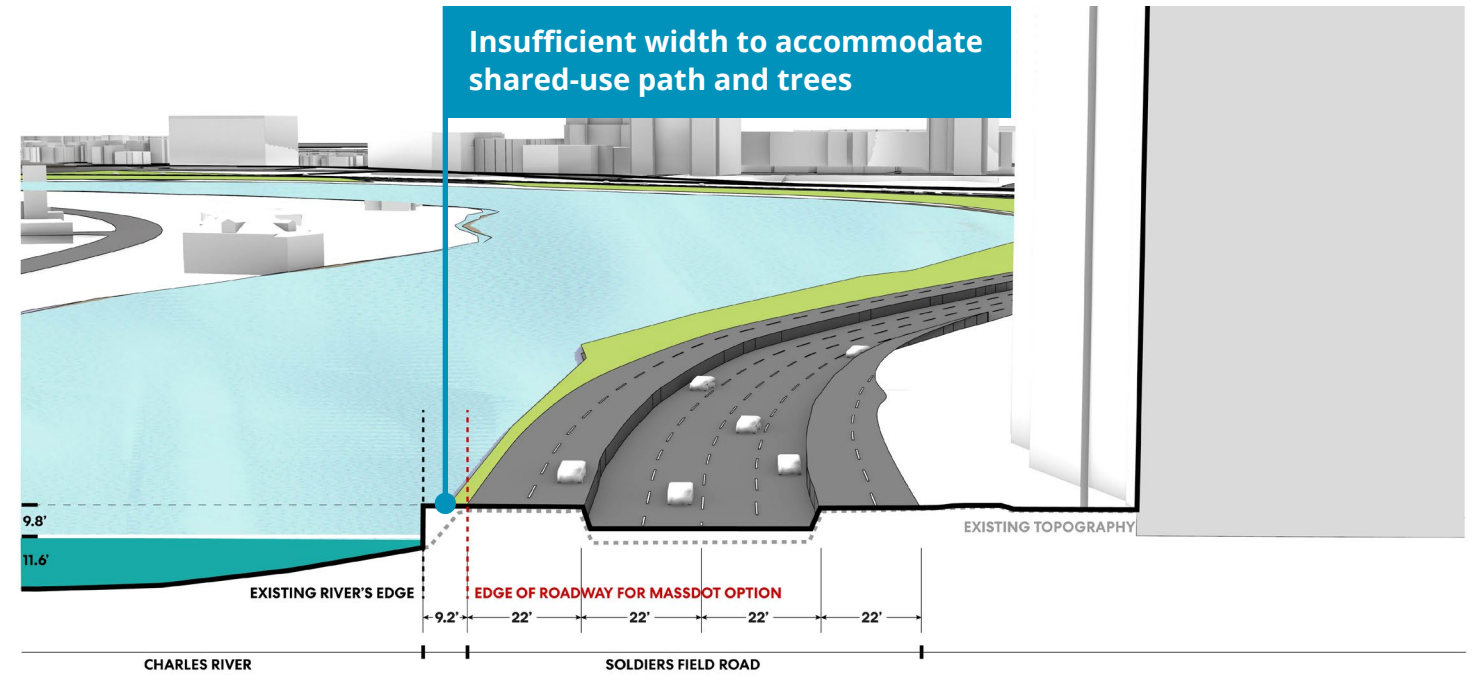 Insufficient width to accommodate
shared-use path and trees
9.8’
11.6’
EXISTING TOPOGRAPHY
EXISTING RIVER’S EDGE
EDGE OF ROADWAY FOR MASSDOT OPTION
9.2’
22’
22’
22’
22’
CHARLES RIVER
SOLDIERS FIELD ROAD